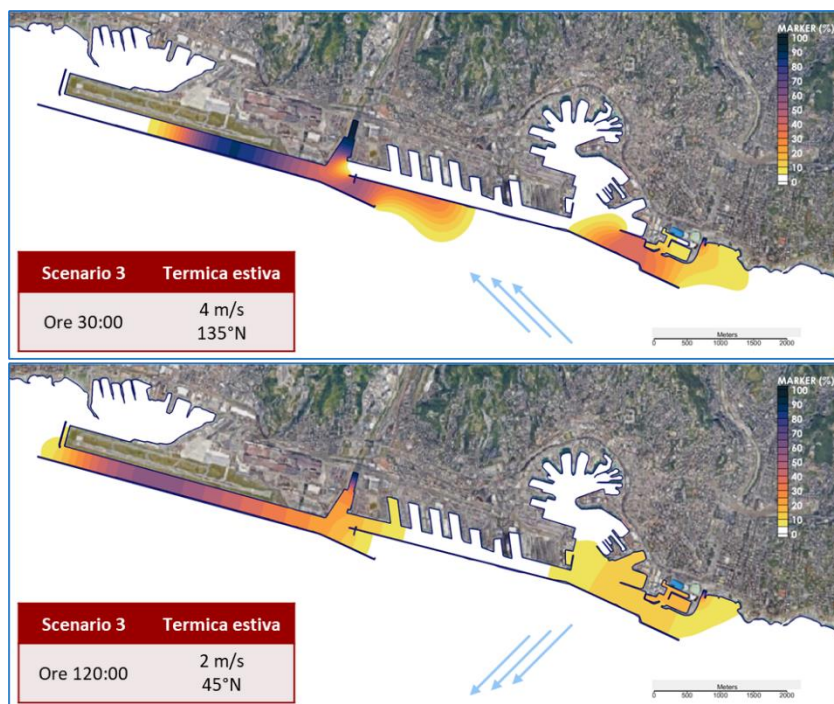 MARKER (%)
100
90
80
70
60
50
40
30
20
10
0
Scenario 3 Termica estiva
Ore 30:00 4 m/s
135°N
Meters
0 500 1000 1500 2000
MARKER (%)
100
90
80
70
60
50
40
30
20
10
0
Scenario 3 Termica estiva
Ore 120:00 2 m/s
45°N
Meters
0 500 1000 1500 2000